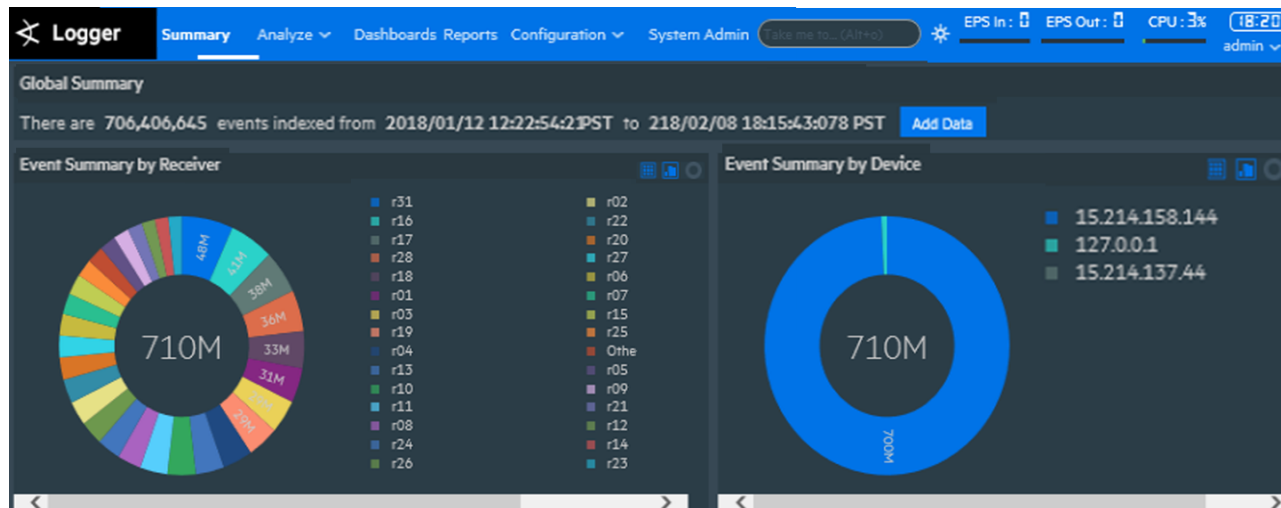 Logger Summary Analyze Dashboards Reports Configuration System Admin Take me to... (Alt+o) EPS In : 0 EPS Out : 0 CPU : 3% 18:20
admin
Global Summary
There are 706,406,645 events indexed from 2018/01/12 12:22:54:21PST to 218/02/08 18:15:43:078 PST Add Data
Event Summary by Receiver
48M
41M
38M
36M
33M
31M
29M
710M
r31
r16
r17
r28
r18
r01
r03
r19
r04
r13
r10
r11
r08
r24
r26
r02
r22
r20
r27
r06
r07
r15
r25
Othe
r05
r09
r21
r12
r14
r23
Event Summary by Device
710M
700M
15.214.158.144
127.0.0.1
15.214.137.44